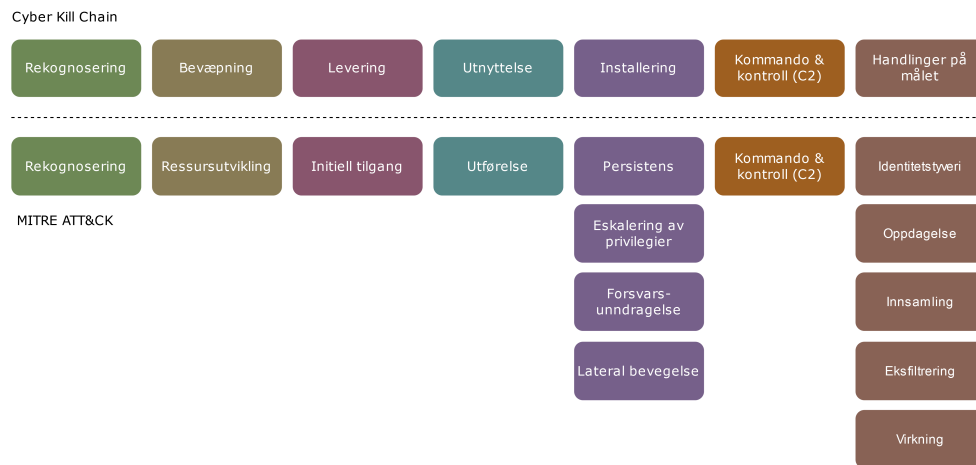 Cyber Kill Chain
Rekognosering
Bevæpning
Levering
Utnyttelse
Installering
Kommando &
kontroll (C2)
Handlinger på
målet
Rekognosering
Ressursutvikling
Initiell tilgang
Utførelse
Persistens
Kommando &
kontroll (C2)
Identitetstyveri
MITRE ATT&CK
Eskalering av
privilegier
Oppdagelse
Forsvars-
unndragelse
Innsamling
Lateral bevegelse
Eksfiltrering
Virkning